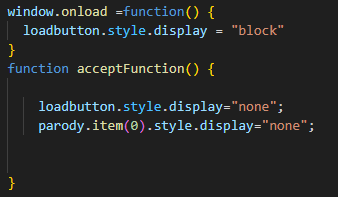 window.onload =function() {
  loadbutton.style.display = "block"
}
function acceptFunction() {
    loadbutton.style.display="none";
    parody.item(0).style.display="none";
}